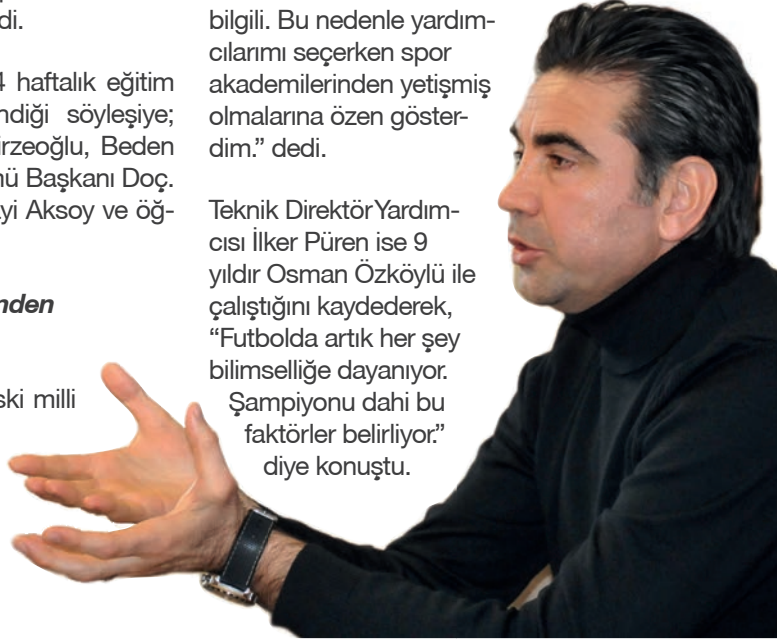 di.
4 haftalık eğitim
ndiği söyleşiye;
irzeoğlu, Beden
nü Başkanı Doç.
yi Aksoy ve öğ-
nden
ski milli
bilgili. Bu nedenle yardım-
cılarımı seçerken spor
akademilerinden yetişmiş
olmalarına özen göster-
dim.” dedi.
Teknik Direktör Yardım-
cısı İlker Püren ise 9
yıldır Osman Özköylü ile
çalıştığını kaydederek,
“Futbolda artık her şey
bilimselliğe dayanıyor.
Şampiyonu dahi bu
faktörler belirliyor.”
diye konuştu.